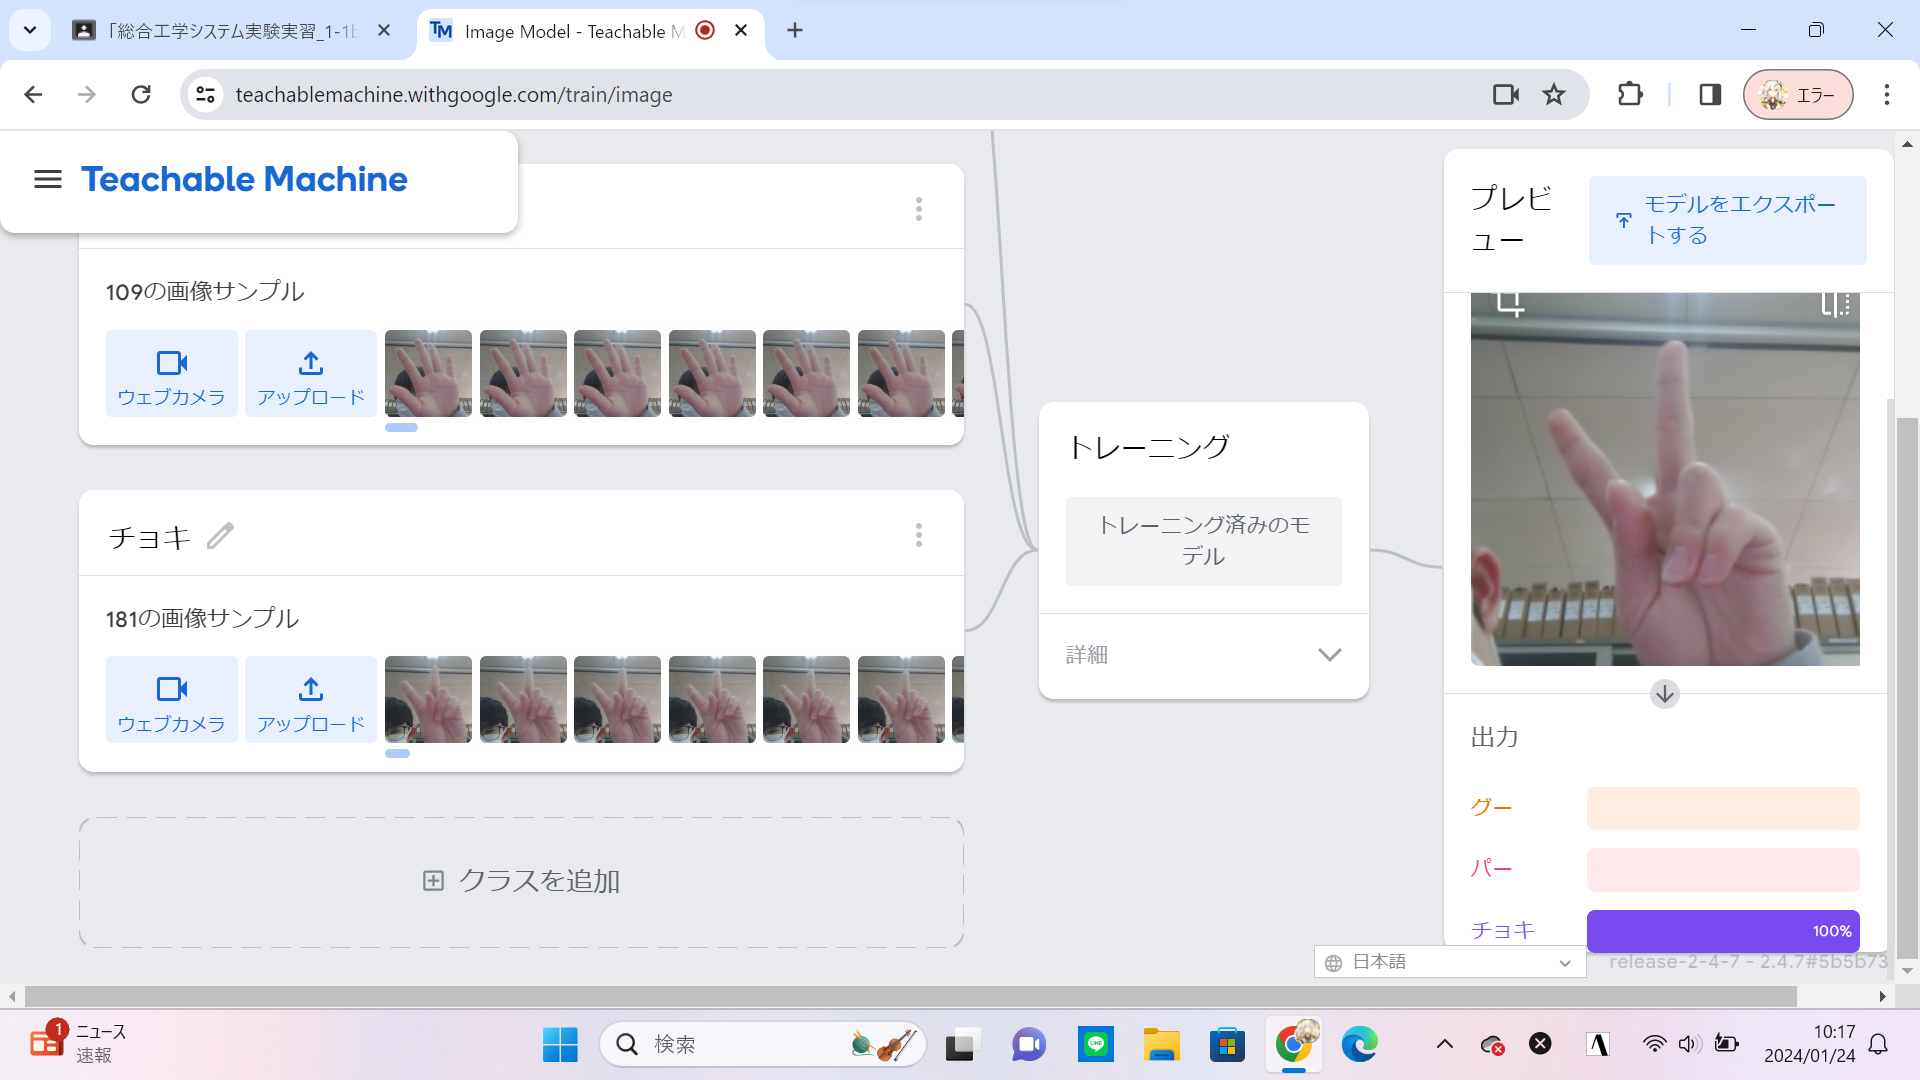 「総合工学システム実験実習_1-1b
Image Model - Teachable M
teachablemachine.withgoogle.com/train/image
エラー
Teachable Machine
109の画像サンプル
ウェブカメラ
アップロード
チョキ
181の画像サンプル
ウェブカメラ
アップロード
クラスを追加
トレーニング
トレーニング済みのモ
デル
詳細
プレビ
ュー
モデルをエクスポー
トする
出力
グー
パー
チョキ
100%
日本語
release-2-4-7 - 2.4.7#5b5b73
1
ニュース
速報
検索
LINE
10:17
2024/01/24